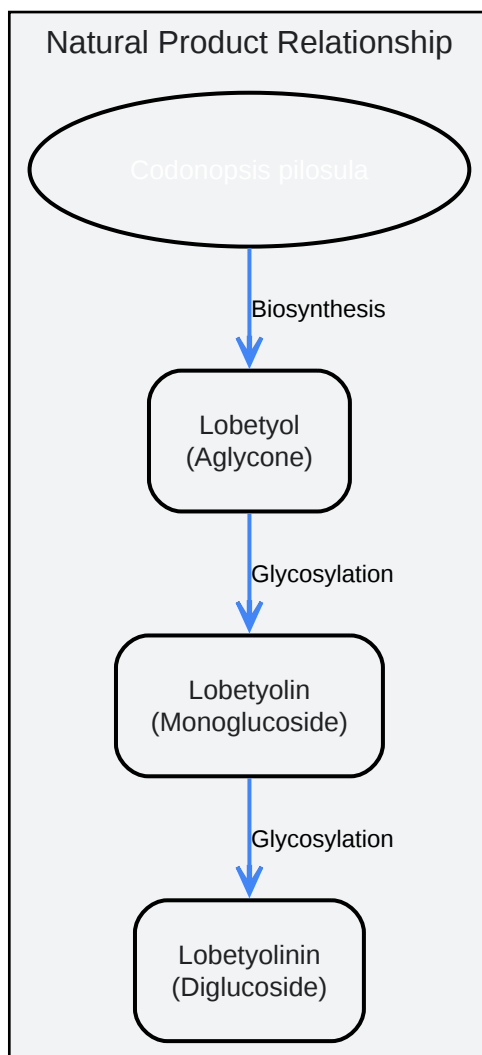 Natural Product Relationship
Codonopsis pilosula
Biosynthesis
Lobetyol
(Aglycone)
Glycosylation
Lobetyolin
(Monoglucoside)
Glycosylation
Lobetyolinin
(Diglucoside)